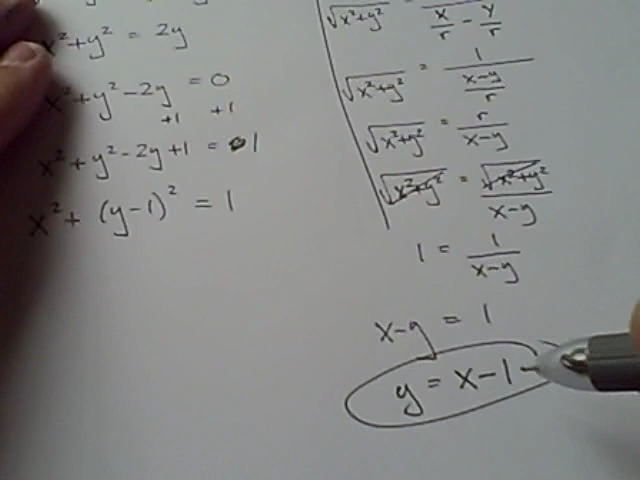 x² + y² = 2y
x² + y² - 2y = 0
+1 +1
x² + y² - 2y + 1 = 1
x² + (y-1)² = 1
√x²+y² = / x/r - y/r
√x²+y² = 1 / (x-y)/r
√x²+y² = r / x-y
√x²+y² = √x²+y² / x-y
1 = 1 / x-y
x-y = 1
y = x-1